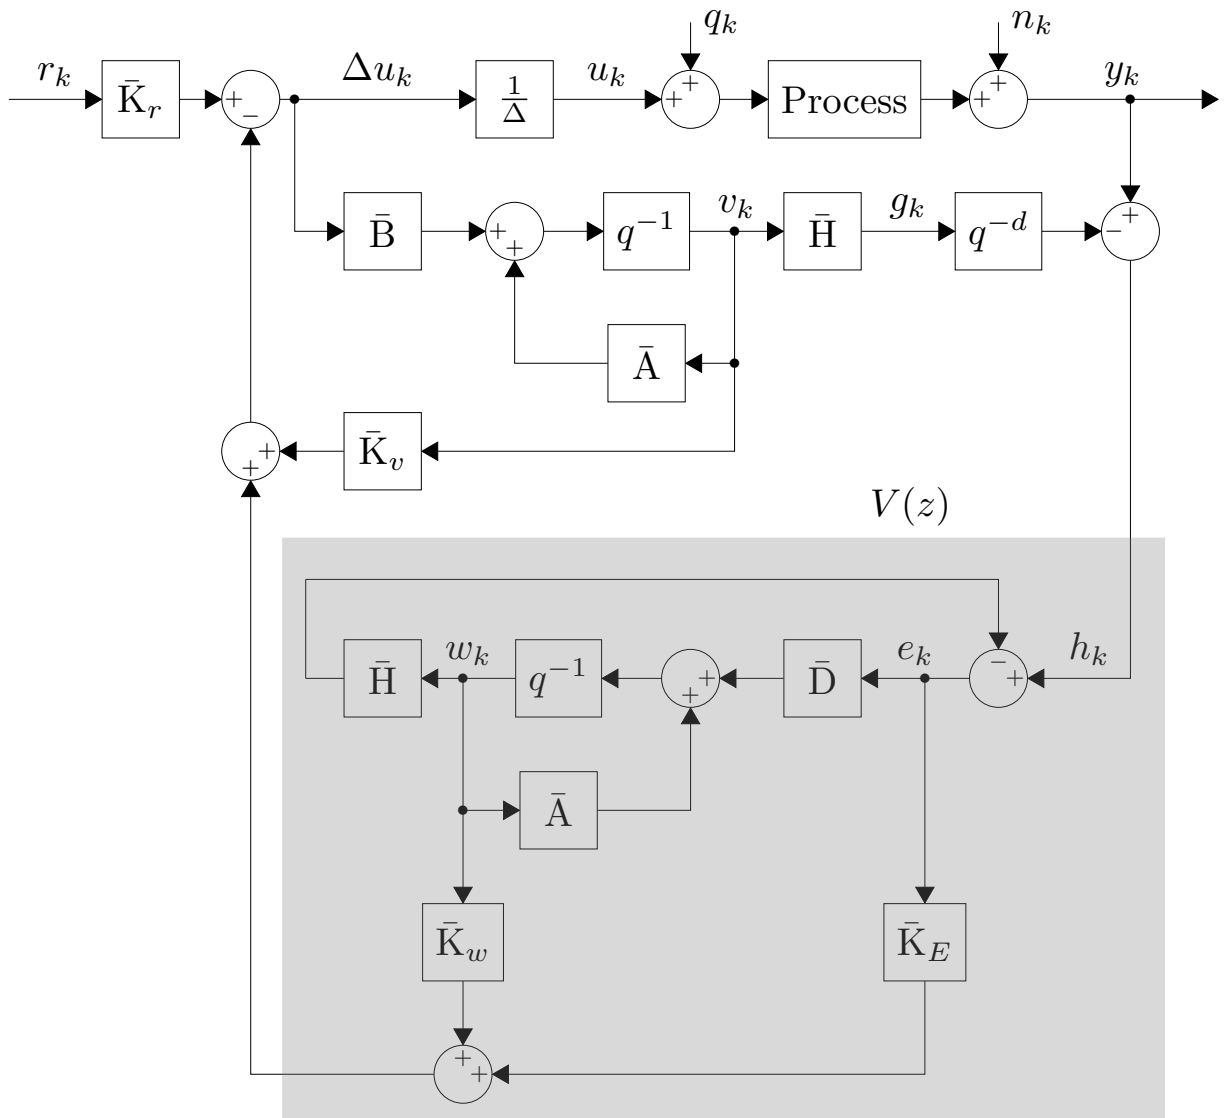 q_k n_k
r_k K̄_r + − Δu_k 1/Δ u_k + + Process + + y_k
B̄ + + q^{-1} v_k H̄ g_k q^{-d} − +
Ā
+ + K̄_v
V(z)
H̄ w_k q^{-1} + + D̄ e_k − + h_k
Ā
K̄_w K̄_E
+ +